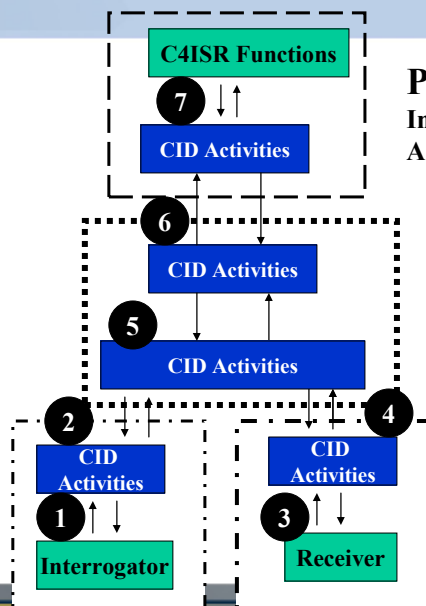 C4ISR Functions
7
CID Activities
6
CID Activities
5
CID Activities
2
4
CID
Activities
CID
Activities
1
3
Interrogator
Receiver